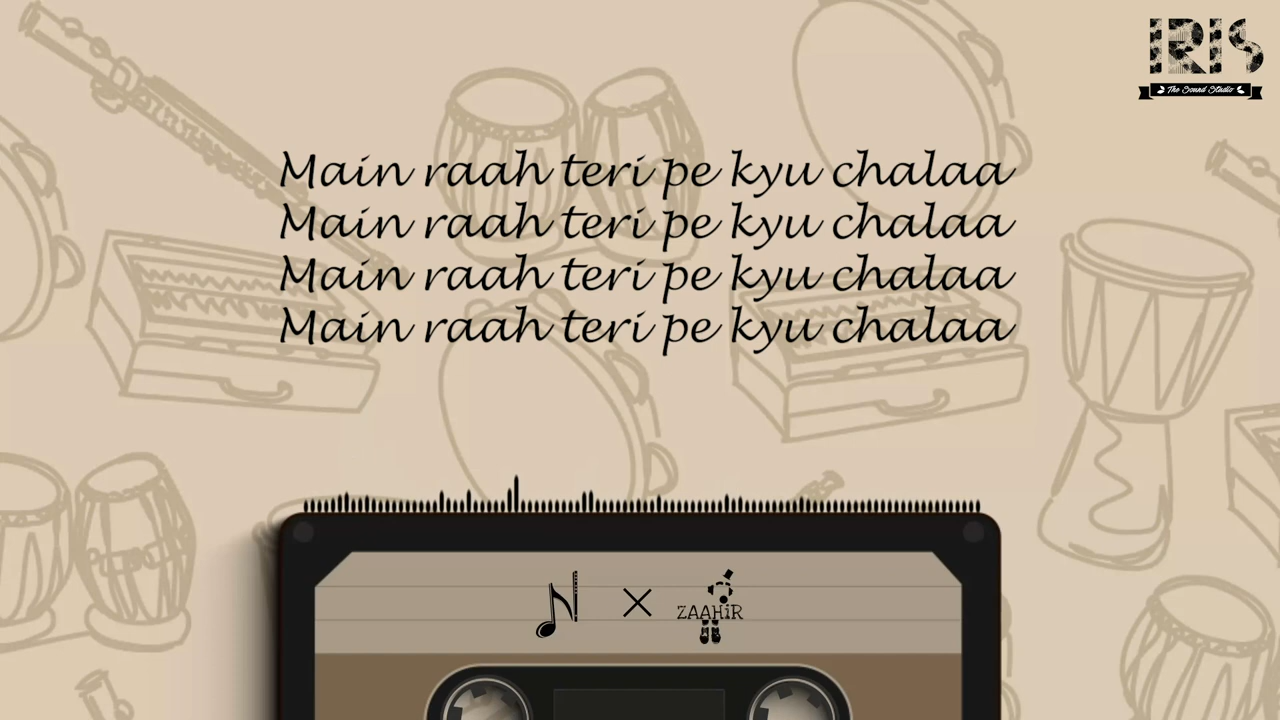 IRIS
The Sound Studio
Main raah teri pe kyu chalaa
Main raah teri pe kyu chalaa
Main raah teri pe kyu chalaa
Main raah teri pe kyu chalaa
ZAAHiR